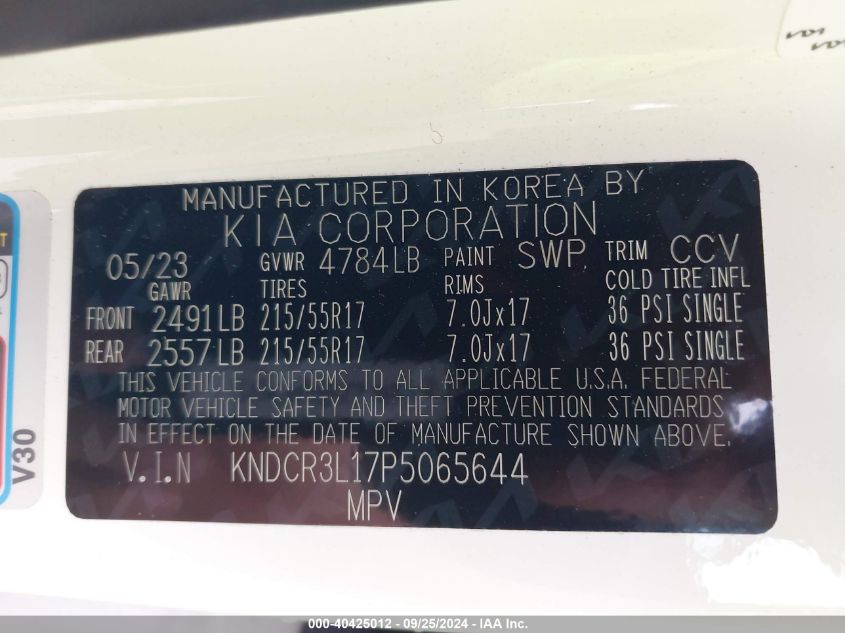 MANUFACTURED IN KOREA BY
KIA CORPORATION
05/23 GVWR 4784LB PAINT SWP TRIM CCV
GAWR TIRES RIMS COLD TIRE INFL
FRONT 2491LB 215/55R17 7.0Jx17 36 PSI SINGLE
REAR 2557LB 215/55R17 7.0Jx17 36 PSI SINGLE
THIS VEHICLE CONFORMS TO ALL APPLICABLE U.S.A. FEDERAL
MOTOR VEHICLE SAFETY AND THEFT PREVENTION STANDARDS
IN EFFECT ON THE DATE OF MANUFACTURE SHOWN ABOVE.
V.I.N KNDCR3L17P5065644
MPV
V30
000-40425012 - 09/25/2024 - IAA Inc.